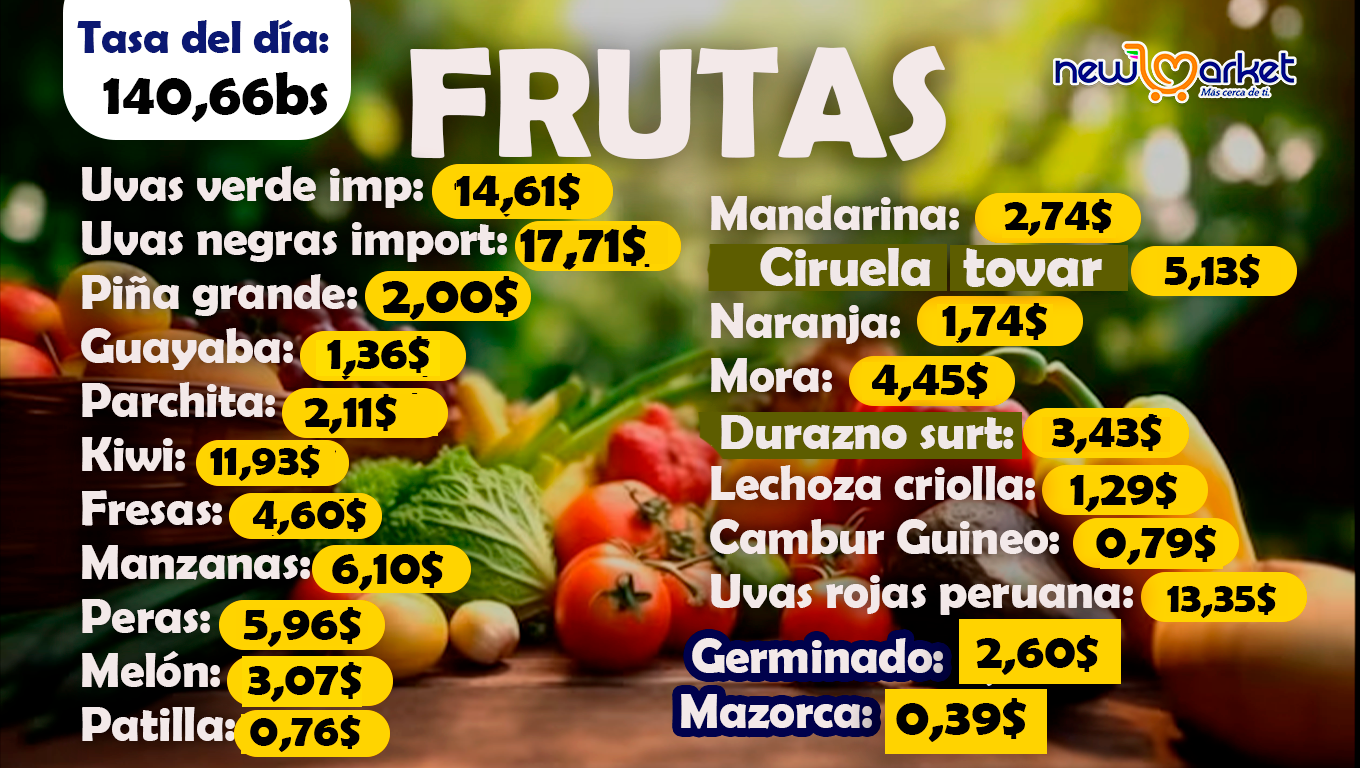 Tasa del día:
140,66bs
FRUTAS
new market
Más cerca de ti.
Uvas verde imp: 14,61$
Uvas negras import: 17,71$
Piña grande: 2,00$
Guayaba: 1,36$
Parchita: 2,11$
Kiwi: 11,93$
Fresas: 4,60$
Manzanas: 6,10$
Peras: 5,96$
Melón: 3,07$
Patilla: 0,76$
Mandarina: 2,74$
Ciruela tovar 5,13$
Naranja: 1,74$
Mora: 4,45$
Durazno surt: 3,43$
Lechoza criolla: 1,29$
Cambur Guineo: 0,79$
Uvas rojas peruana: 13,35$
Germinado: 2,60$
Mazorca: 0,39$